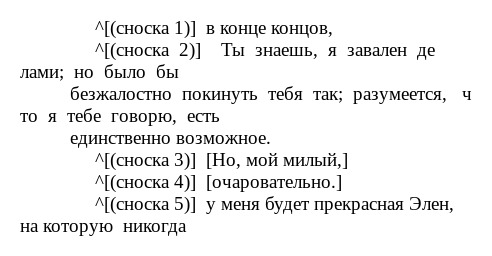 ^[(сноска 1)] в конце концов,
^[(сноска 2)] Ты знаешь, я завален де
лами; но было бы
безжалостно покинуть тебя так; разумеется, ч
то я тебе говорю, есть
единственно возможное.
^[(сноска 3)] [Но, мой милый,]
^[(сноска 4)] [очаровательно.]
^[(сноска 5)] у меня будет прекрасная Элен,
на которую никогда